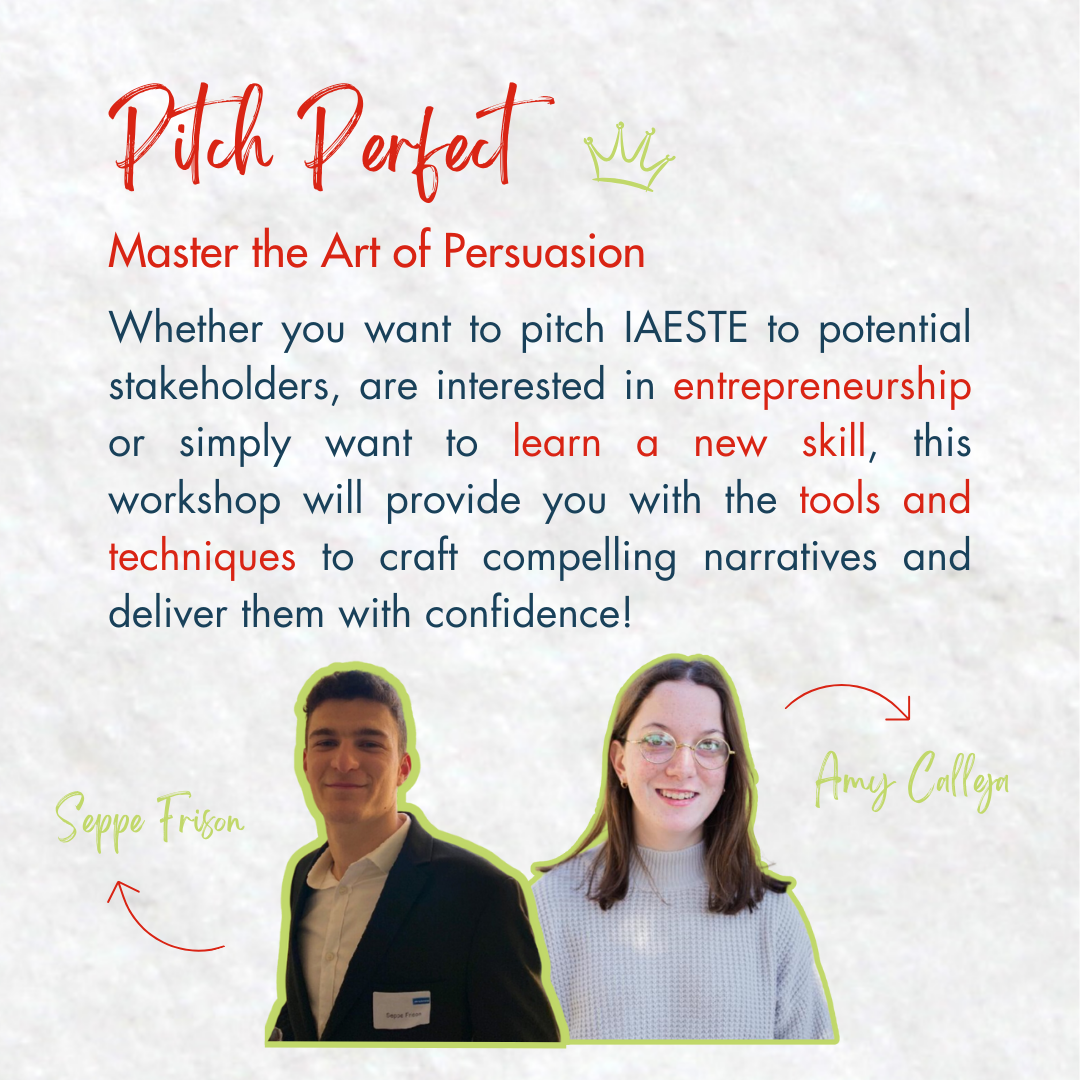 Pitch Perfect
Master the Art of Persuasion
Whether you want to pitch IAESTE to potential
stakeholders, are interested in entrepreneurship
or simply want to learn a new skill, this
workshop will provide you with the tools and
techniques to craft compelling narratives and
deliver them with confidence!
Amy Calleja
Seppe Frison
Seppe Frison